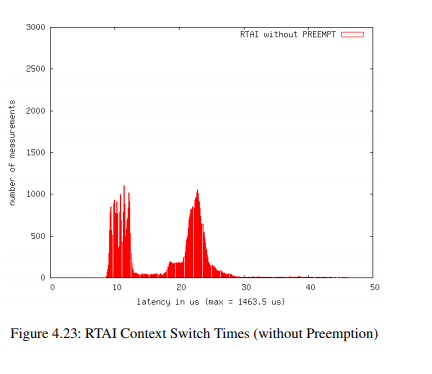 3000
RTAI without PREEMPT
2500
2000
1500
1000
500
0
number of measurements
0 10 20 30 40 50
latency in us (max = 1463.5 us)
Figure 4.23: RTAI Context Switch Times (without Preemption)